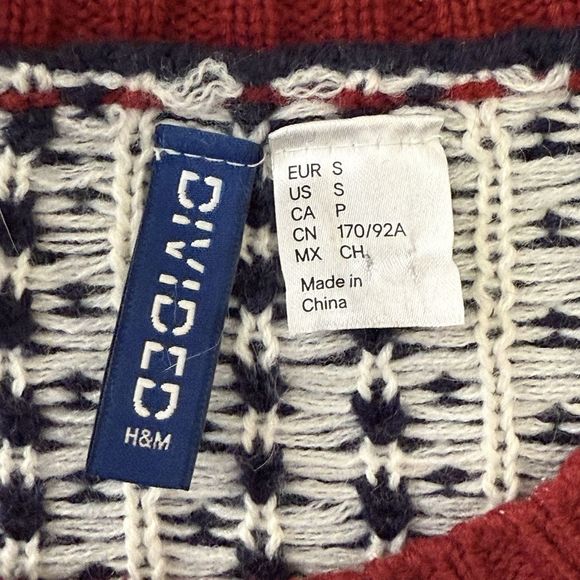 DIVIDED
H&M
EUR S
US S
CA P
CN 170/92A
MX CH
Made in
China